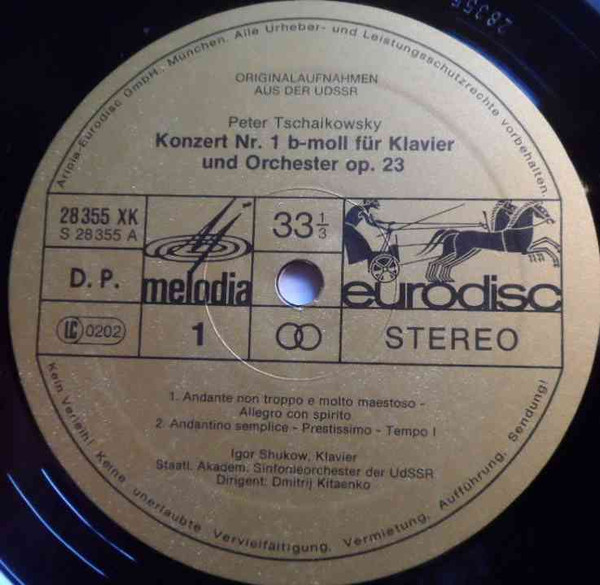 Ariola-Eurodisc GmbH, München. Alle Urheber- und Leistungsschutzrechte vorbehalten.
ORIGINALAUFNAHMEN
AUS DER UDSSR
Peter Tschaikowsky
Konzert Nr. 1 b-moll für Klavier
und Orchester op. 23
28 355 XK
S 28355 A
33 1/3
D. P.
melodia
eurodisc
LC 0202
1
STEREO
1. Andante non troppo e molto maestoso -
Allegro con spirito
2. Andantino semplice - Prestissimo - Tempo I
Igor Shukow, Klavier
Staatl. Akadem. Sinfonieorchester der UdSSR
Dirigent: Dmitrij Kitaenko
Kein Verleih! Keine unerlaubte Vervielfältigung, Vermietung, Aufführung, Sendung!